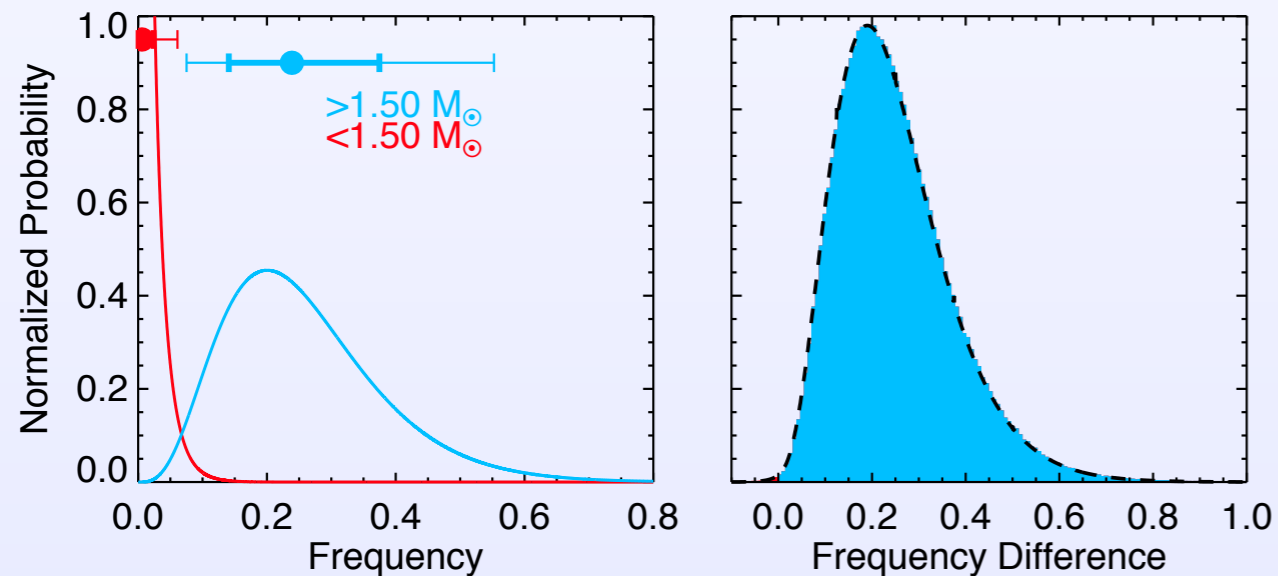 Normalized Probability
1.0
0.8
0.6
0.4
0.2
0.0
>1.50 M☉
<1.50 M☉
0.0 0.2 0.4 0.6 0.8
Frequency
0.0 0.2 0.4 0.6 0.8 1.0
Frequency Difference